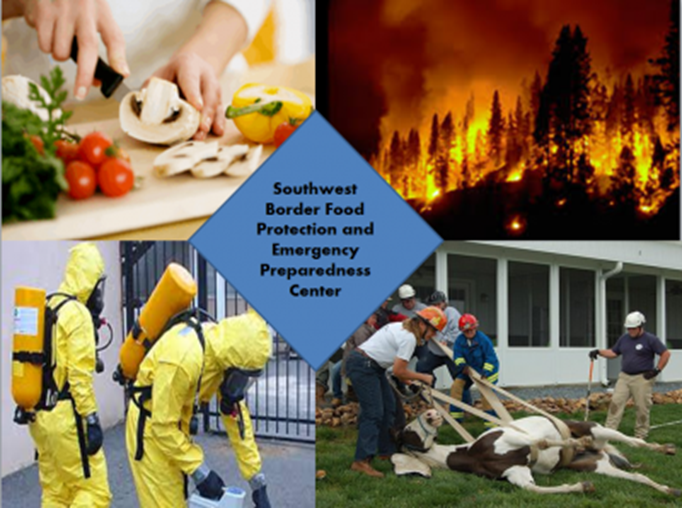 Southwest
Border Food
Protection and
Emergency
Preparedness
Center